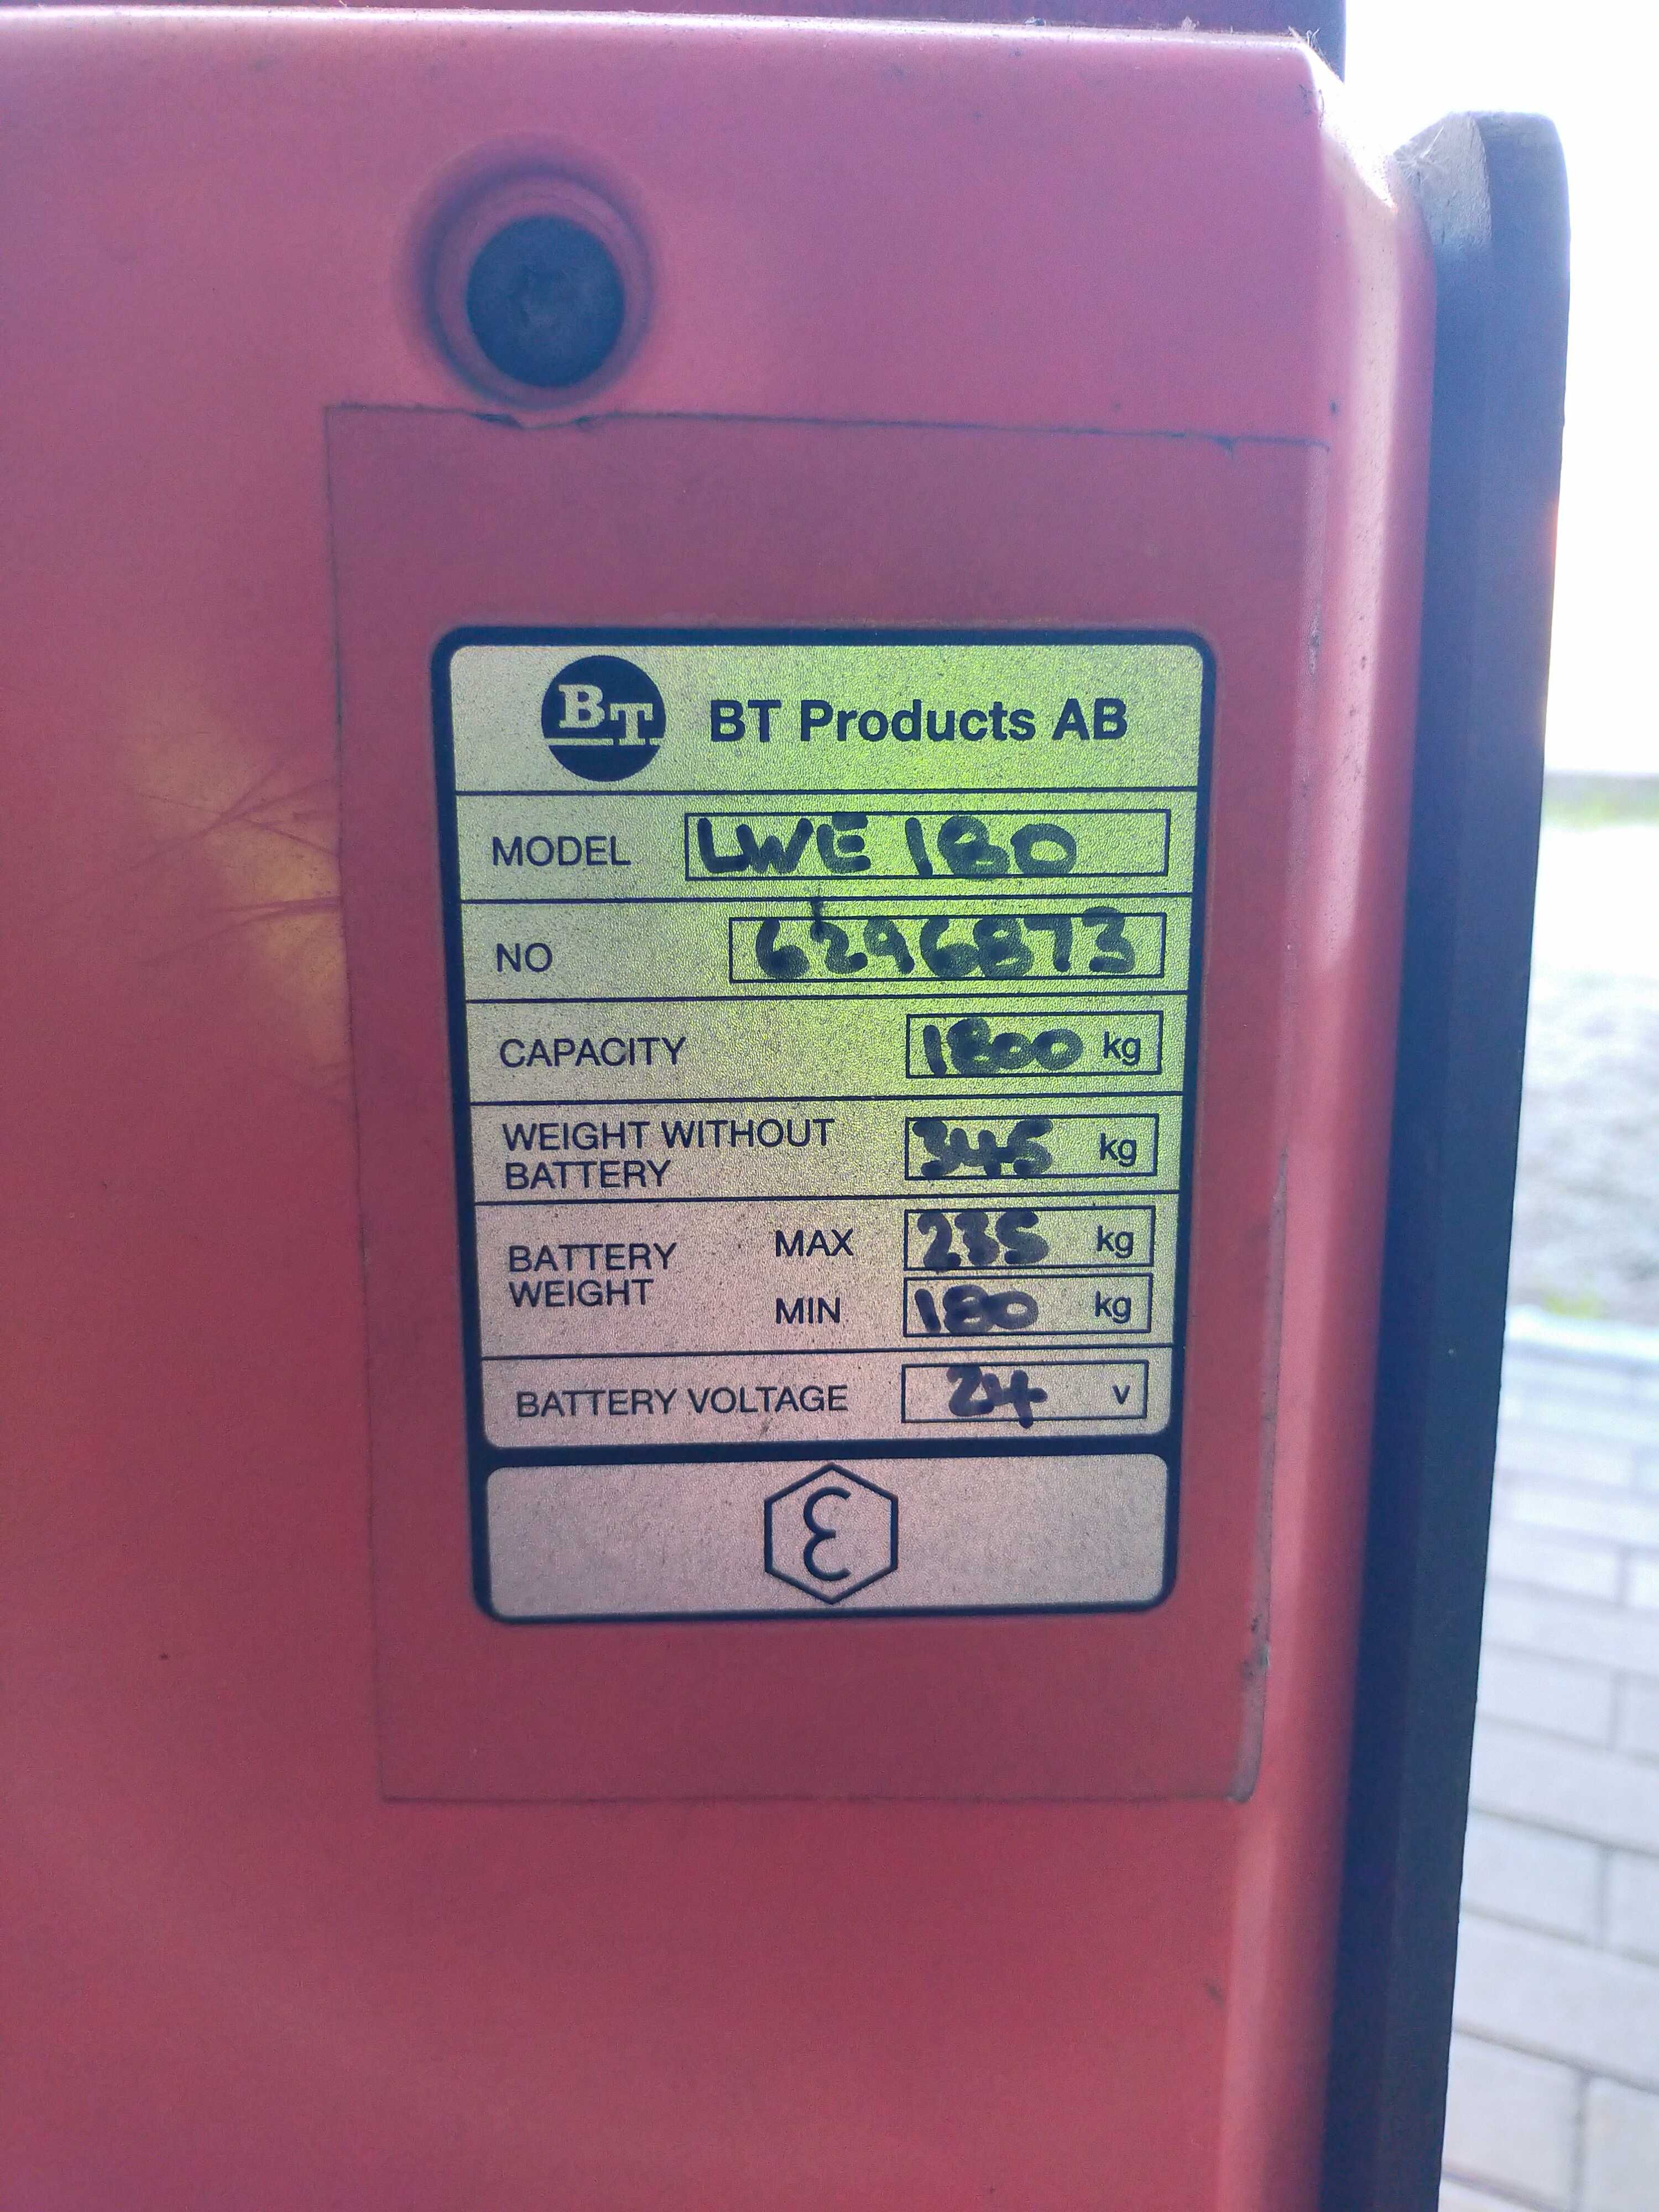 BT BT Products AB
MODEL LWE 180
NO 6296873
CAPACITY 1800 kg
WEIGHT WITHOUT
BATTERY 345 kg
BATTERY
WEIGHT
MAX 235 kg
MIN 180 kg
BATTERY VOLTAGE 24 v